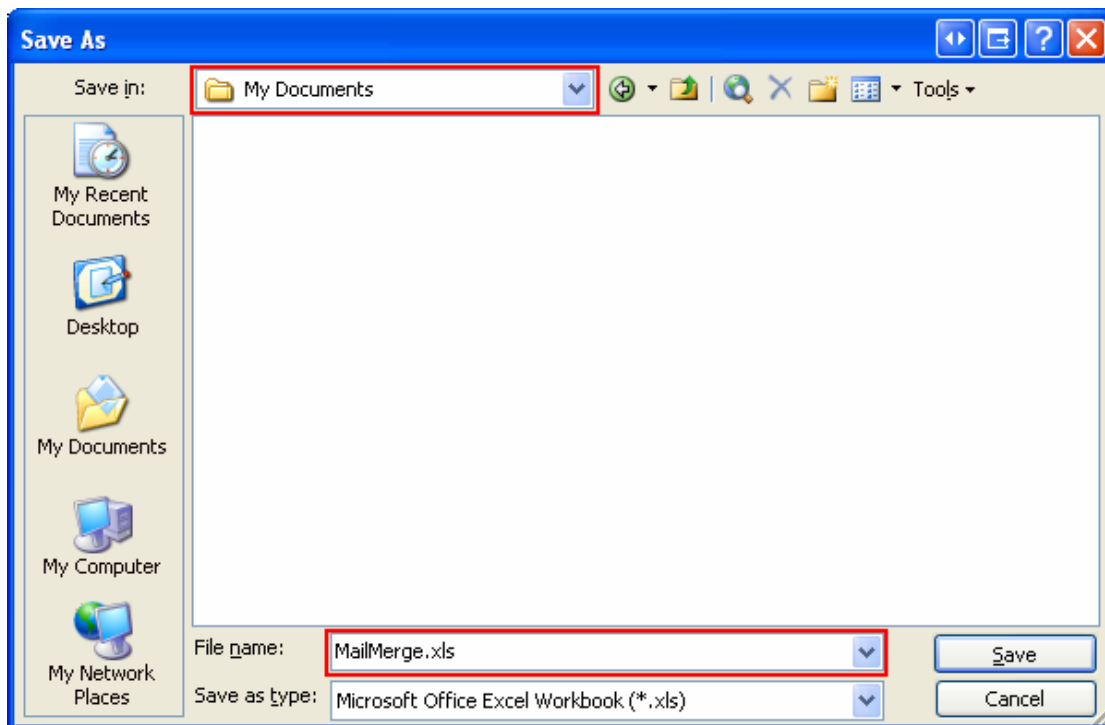 Save As
Save in:
My Documents
Tools
My Recent
Documents
Desktop
My Documents
My Computer
My Network
Places
File name:
MailMerge.xls
Save
Save as type:
Microsoft Office Excel Workbook (*.xls)
Cancel